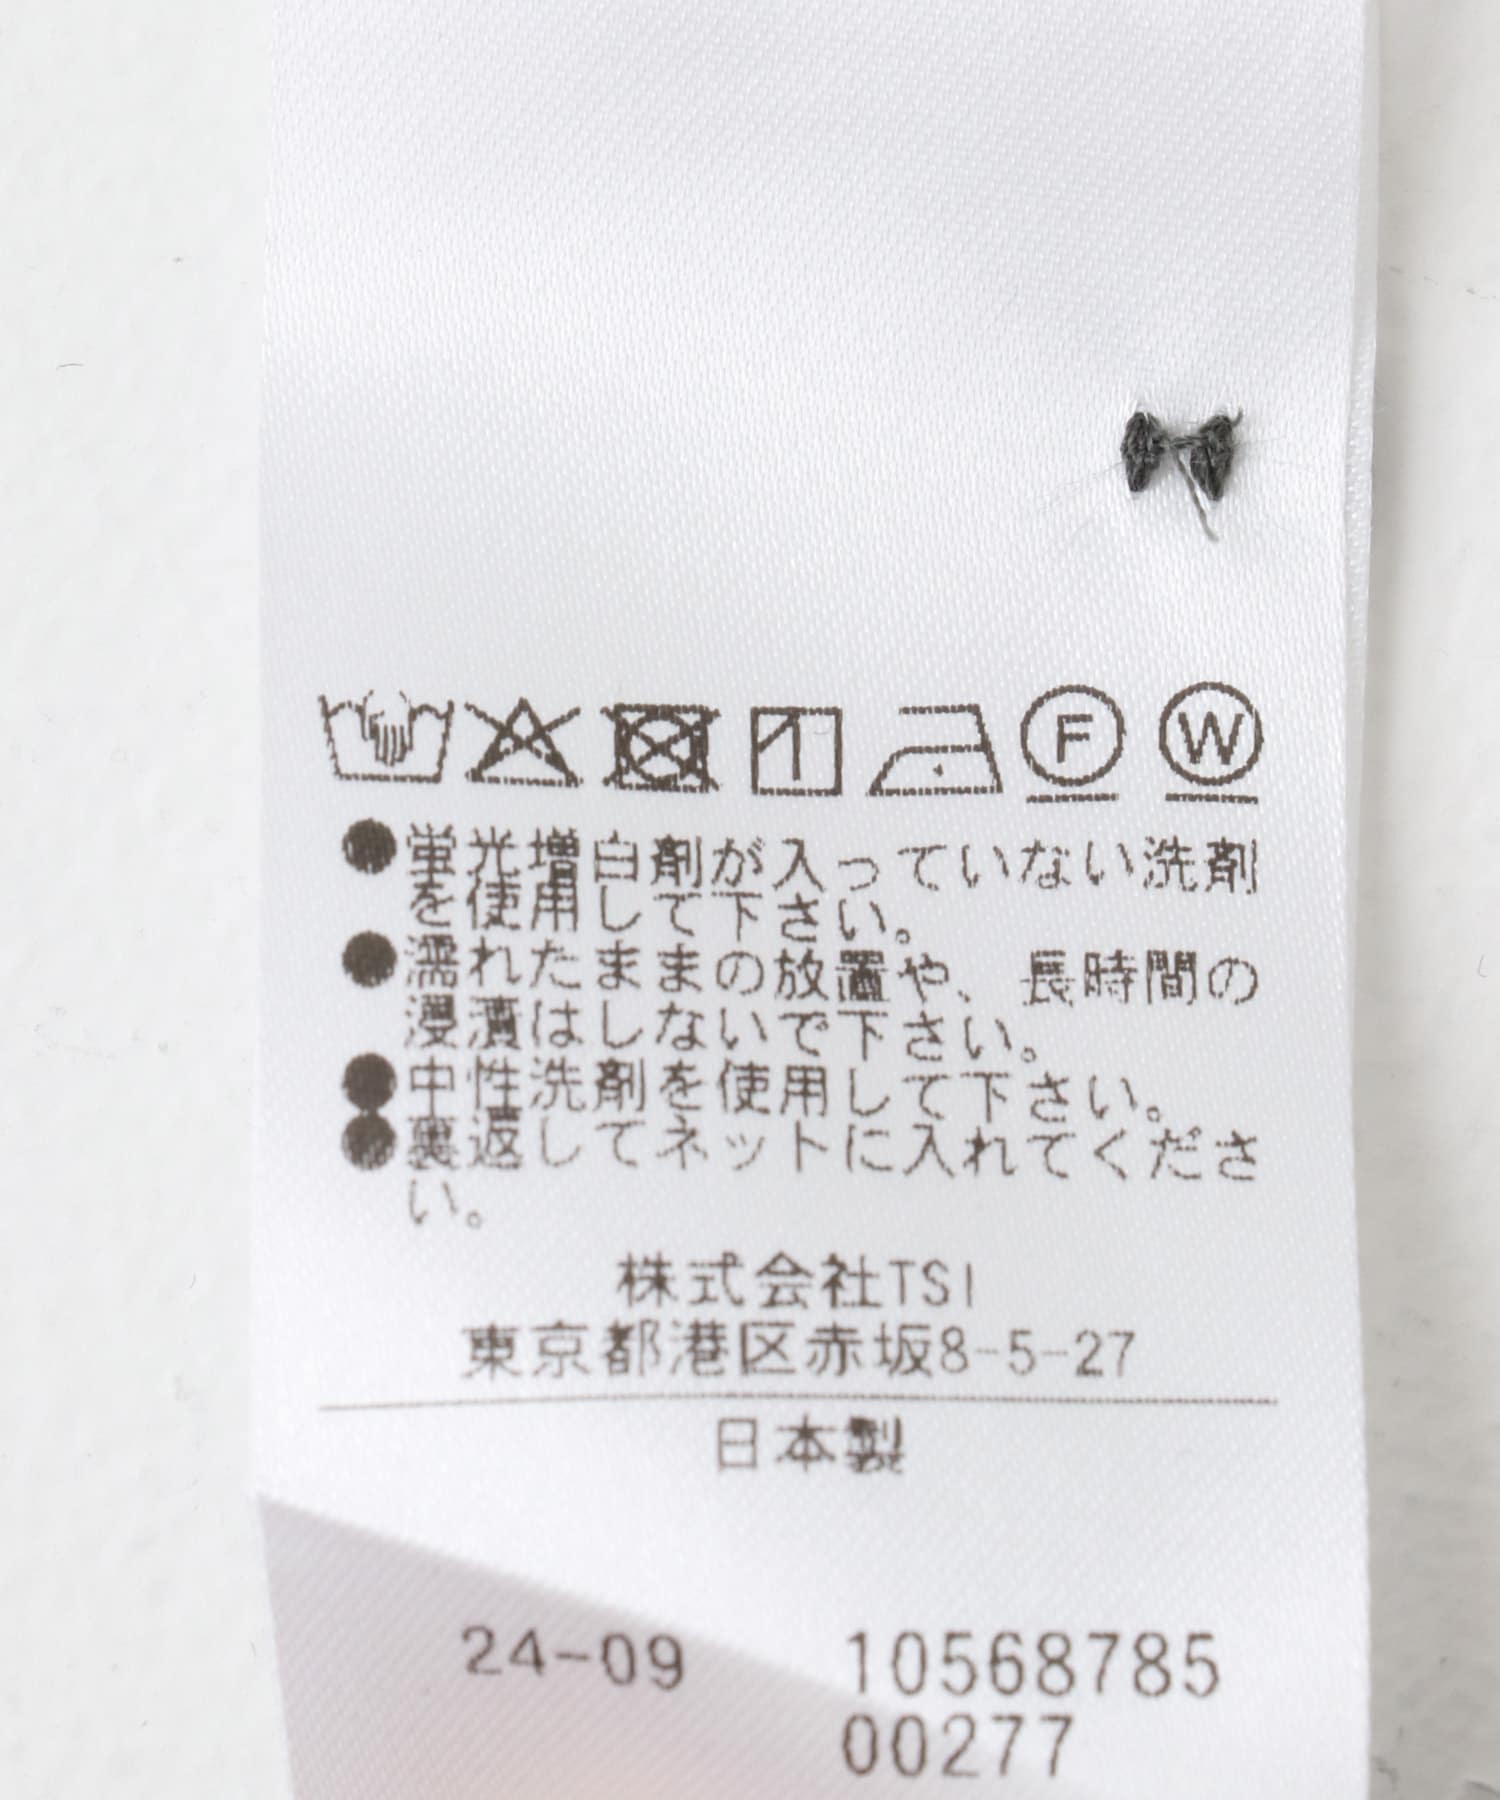 F W
●蛍光増白剤が入っていない洗剤
を使用して下さい。
●濡れたままの放置や、長時間の
浸漬はしないで下さい。
●中性洗剤を使用して下さい。
●裏返してネットに入れてくださ
い。
株式会社TSI
東京都港区赤坂8-5-27
日本製
24-09 10568785
00277